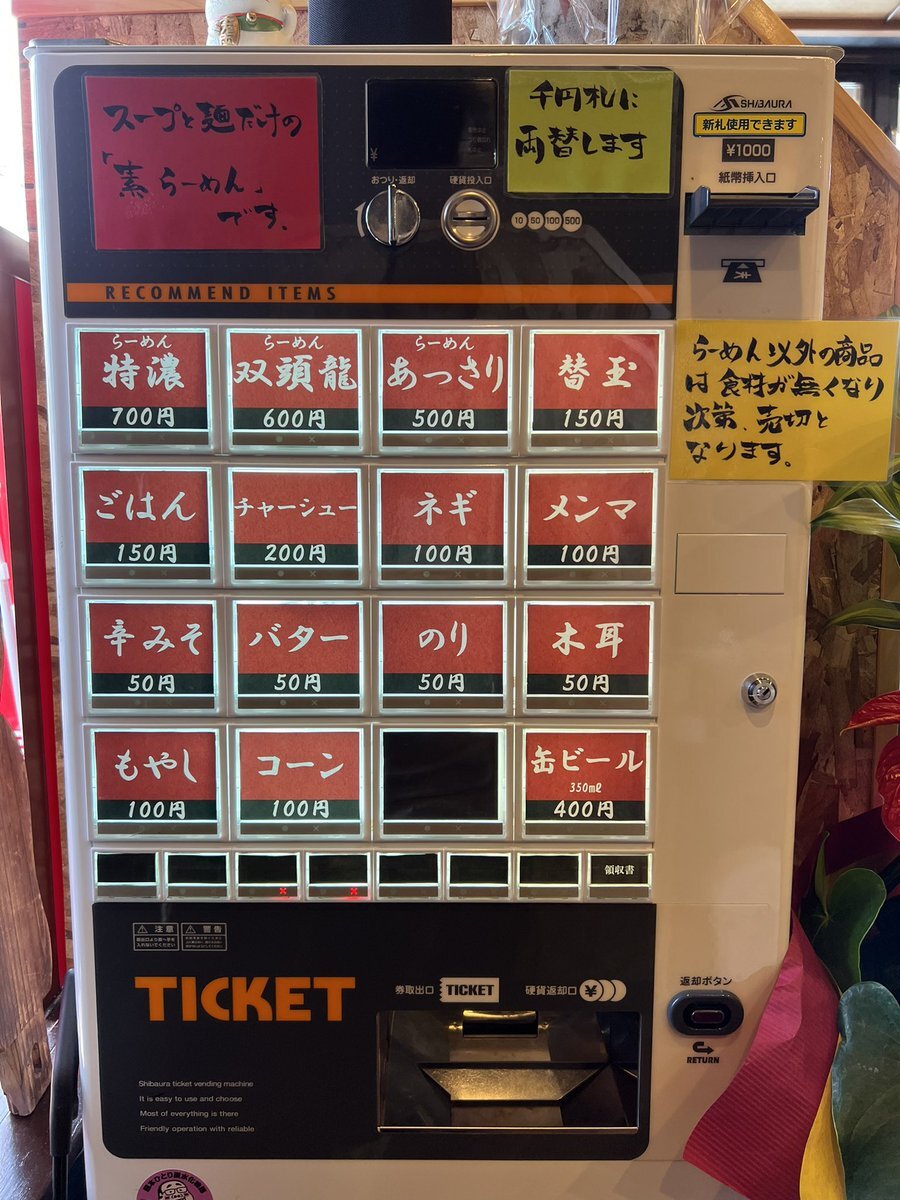 スープと麺だけの
「素らーめん」
です。
千円札に
両替します
SHIBAURA
新札使用できます
¥1000
紙幣挿入口
¥
おつり・返却
硬貨投入口
10 50 100 500
RECOMMEND ITEMS
らーめん
特濃
700円
らーめん
双頭龍
600円
らーめん
あっさり
500円
替玉
150円
らーめん以外の商品
は食材が無くなり
次第、売切と
なります。
ごはん
150円
チャーシュー
200円
ネギ
100円
メンマ
100円
辛みそ
50円
バター
50円
のり
50円
木耳
50円
もやし
100円
コーン
100円
缶ビール
350mℓ
400円
領収書
注意
警告
TICKET
券取出口
TICKET
硬貨返却口
¥
返却ボタン
RETURN
Shibaura ticket vending machine
It is easy to use and choose
Most of everything is there
Friendly operation with reliable